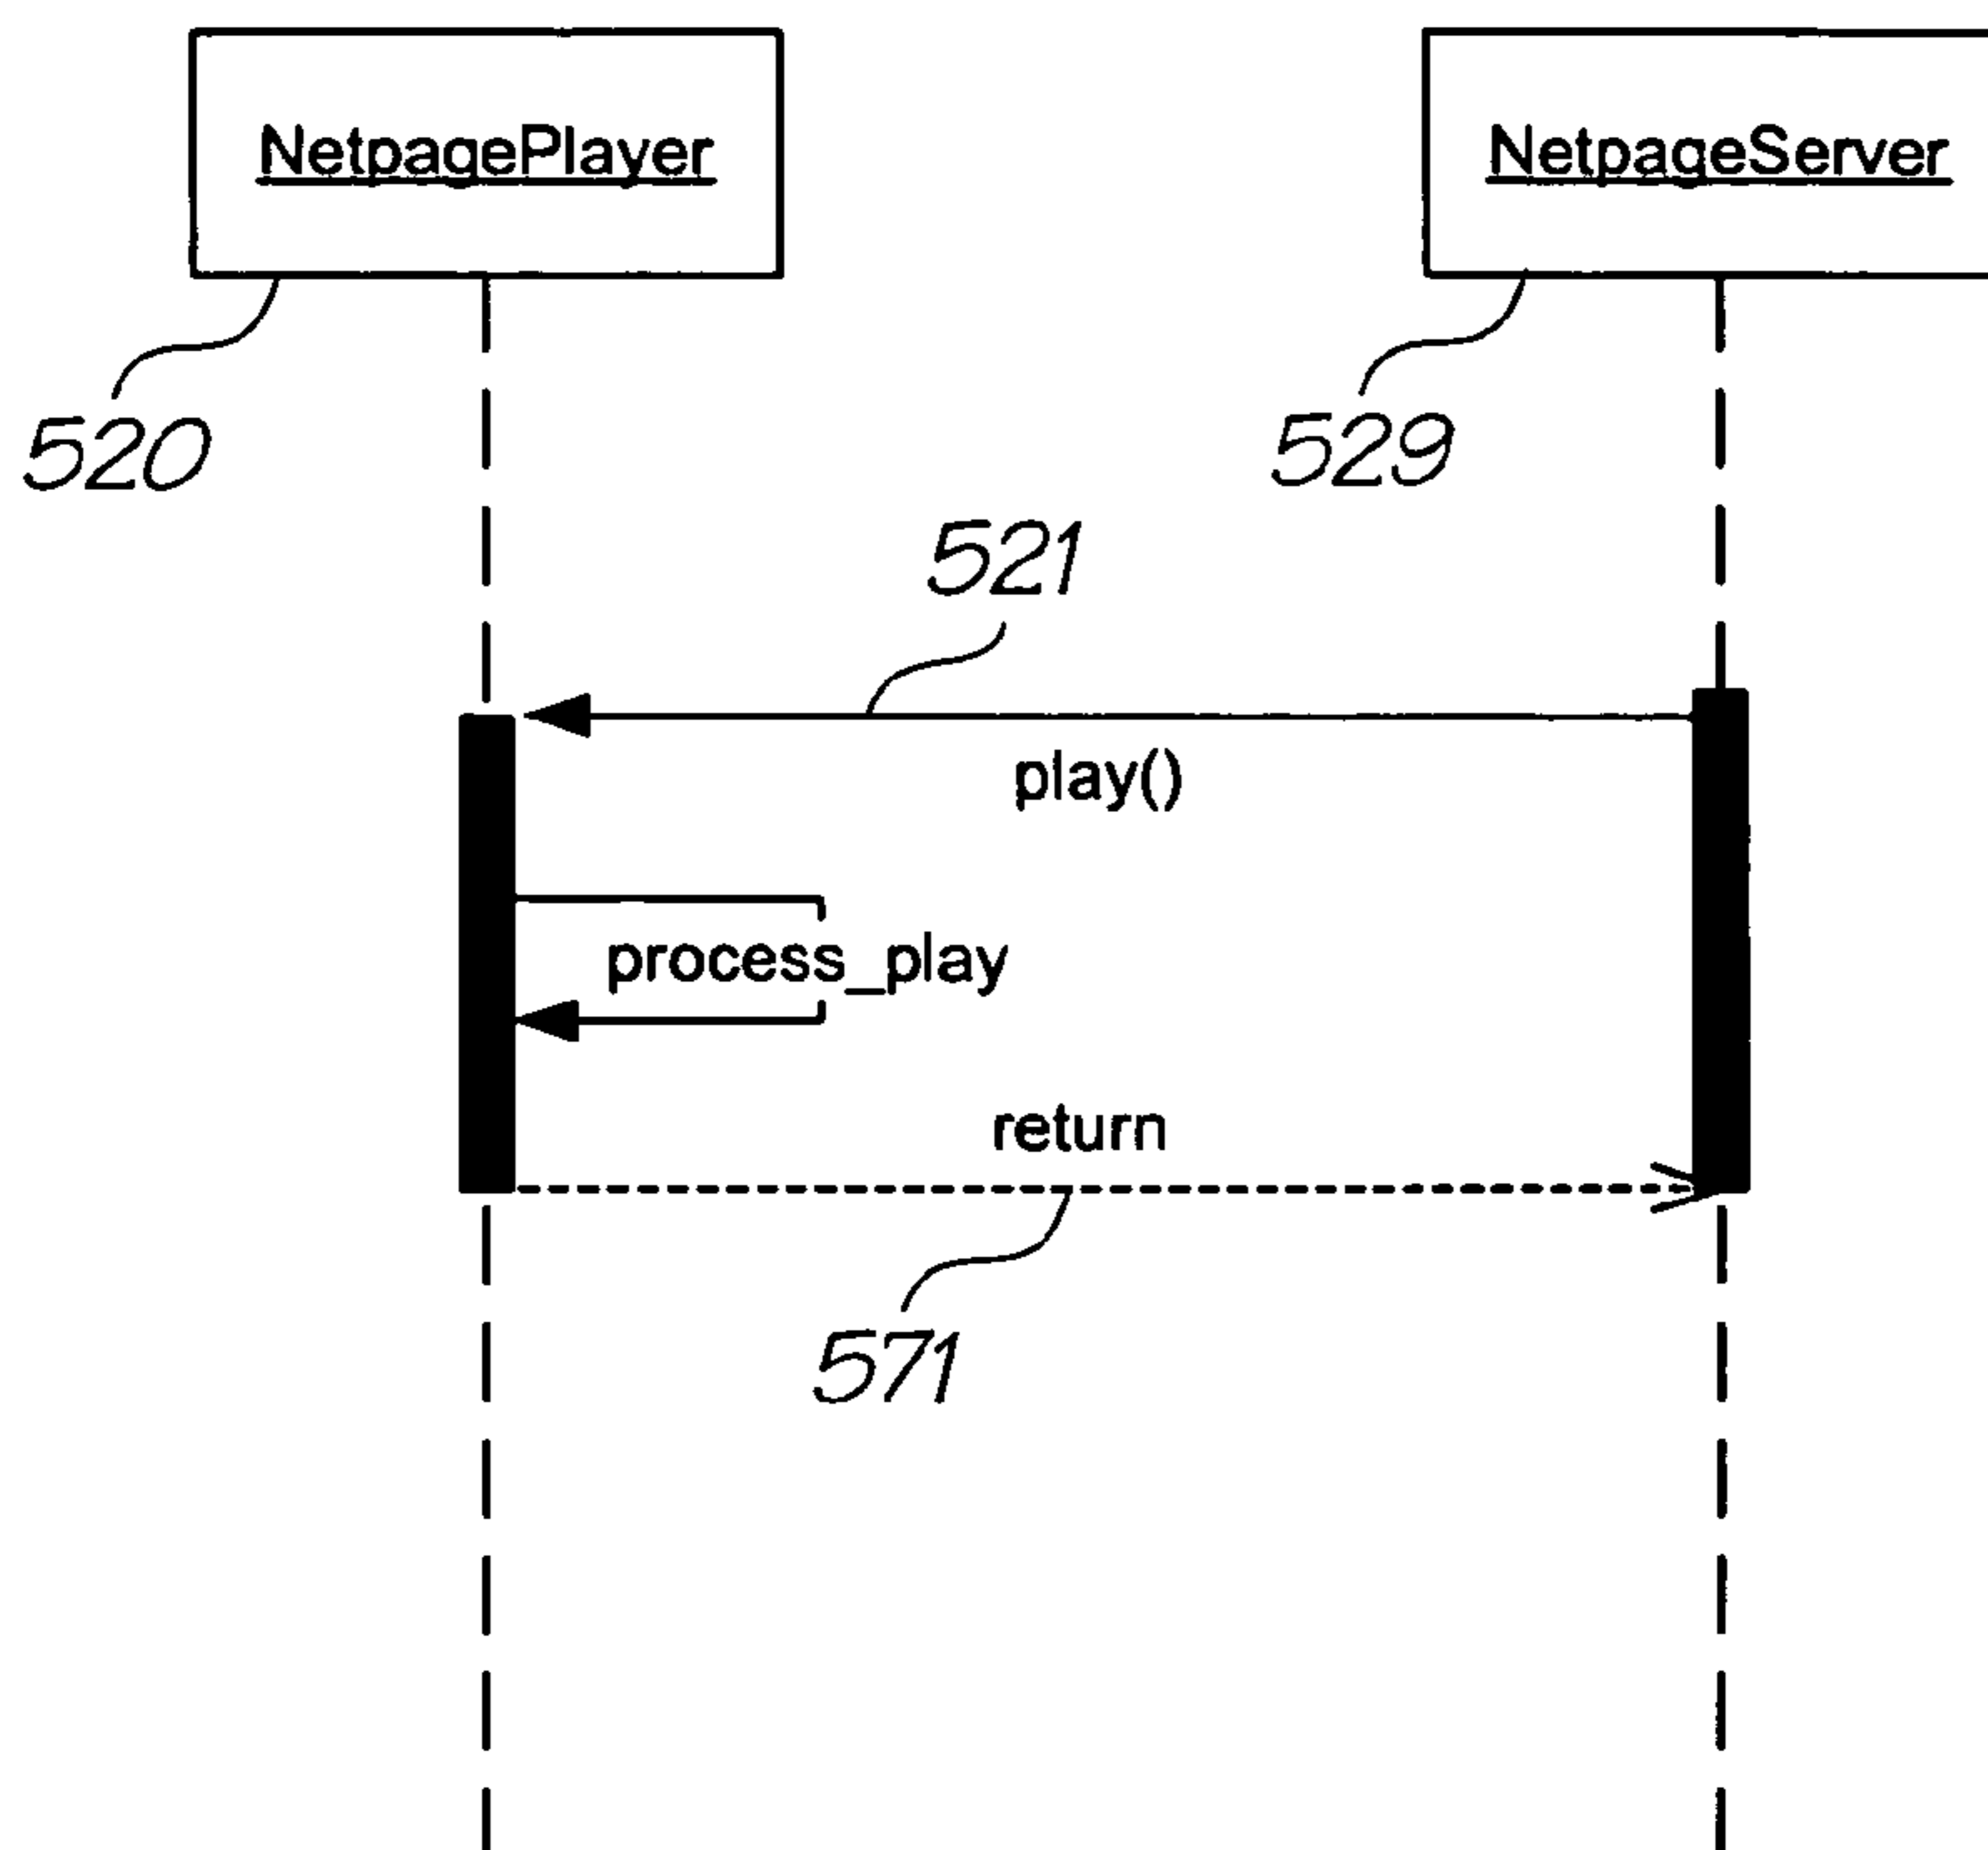 NetpagePlayer
NetpageServer
520
529
521
play()
process_play
return
571